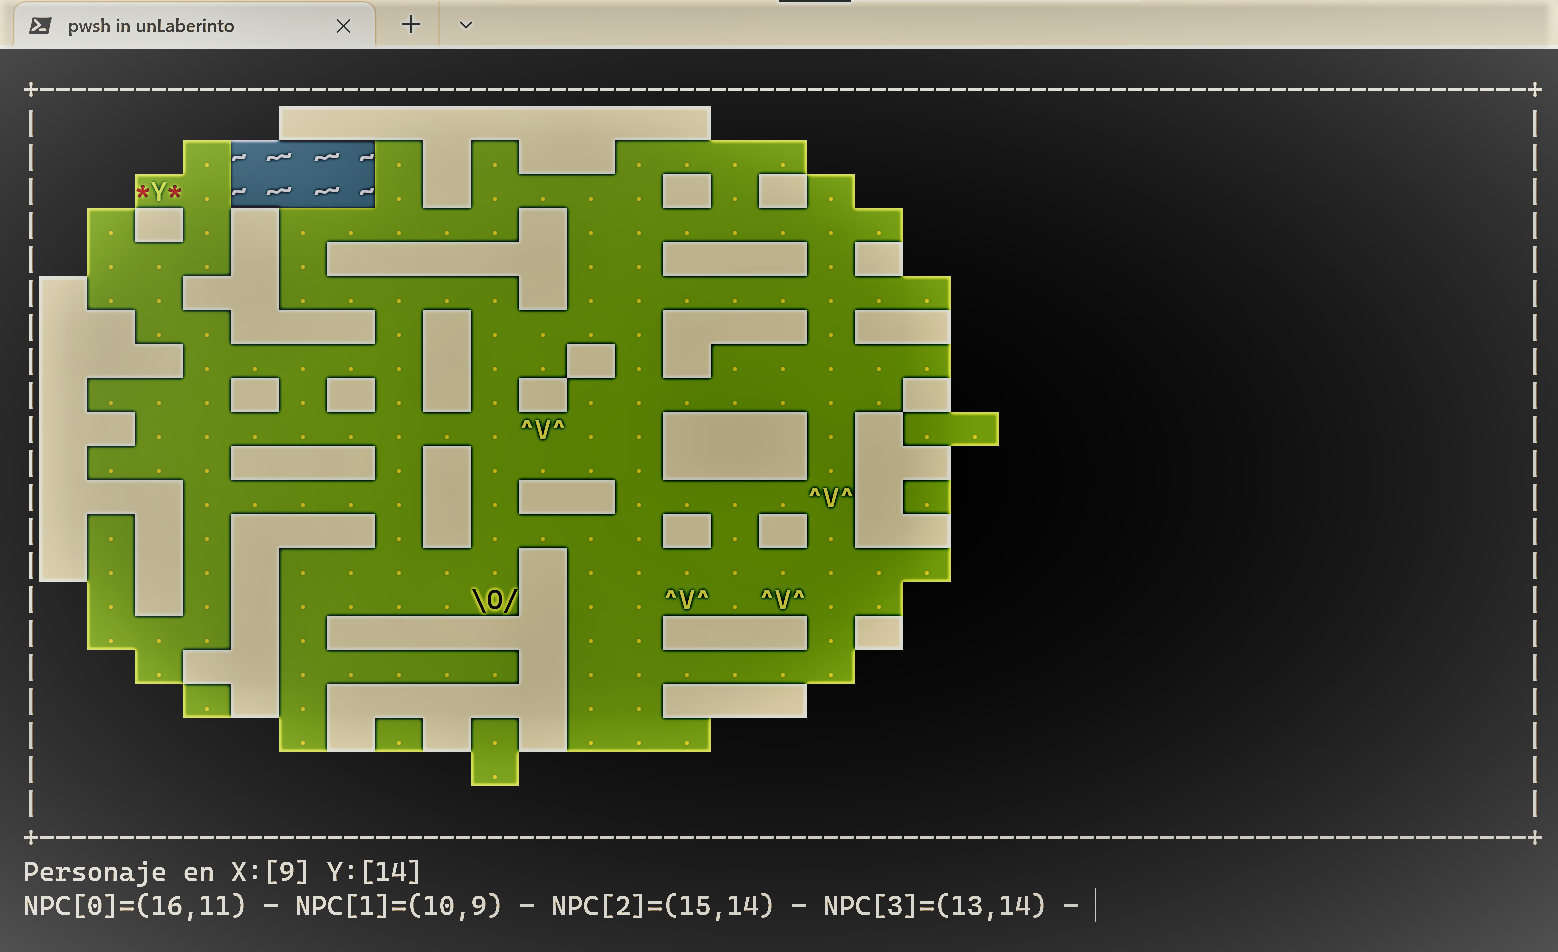 pwsh in unLaberinto
~ ~~ ~~ ~
*Y* ~ ~~ ~~ ~
^V^
^V^
\O/ ^V^ ^V^
Personaje en X:[9] Y:[14]
NPC[0]=(16,11) - NPC[1]=(10,9) - NPC[2]=(15,14) - NPC[3]=(13,14) -